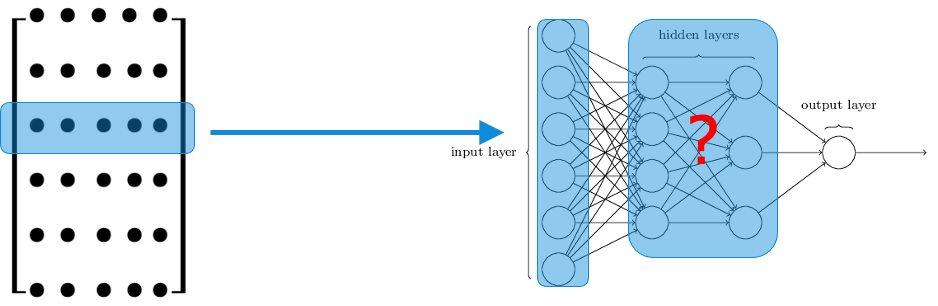 hidden layers
?
output layer
input layer